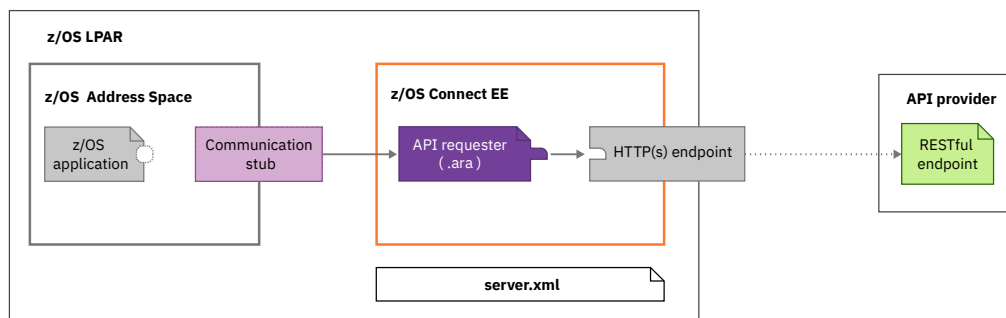 z/OS LPAR
z/OS Address Space
z/OS
application
Communication
stub
z/OS Connect EE
API requester
( .ara )
HTTP(s) endpoint
API provider
RESTful
endpoint
server.xml